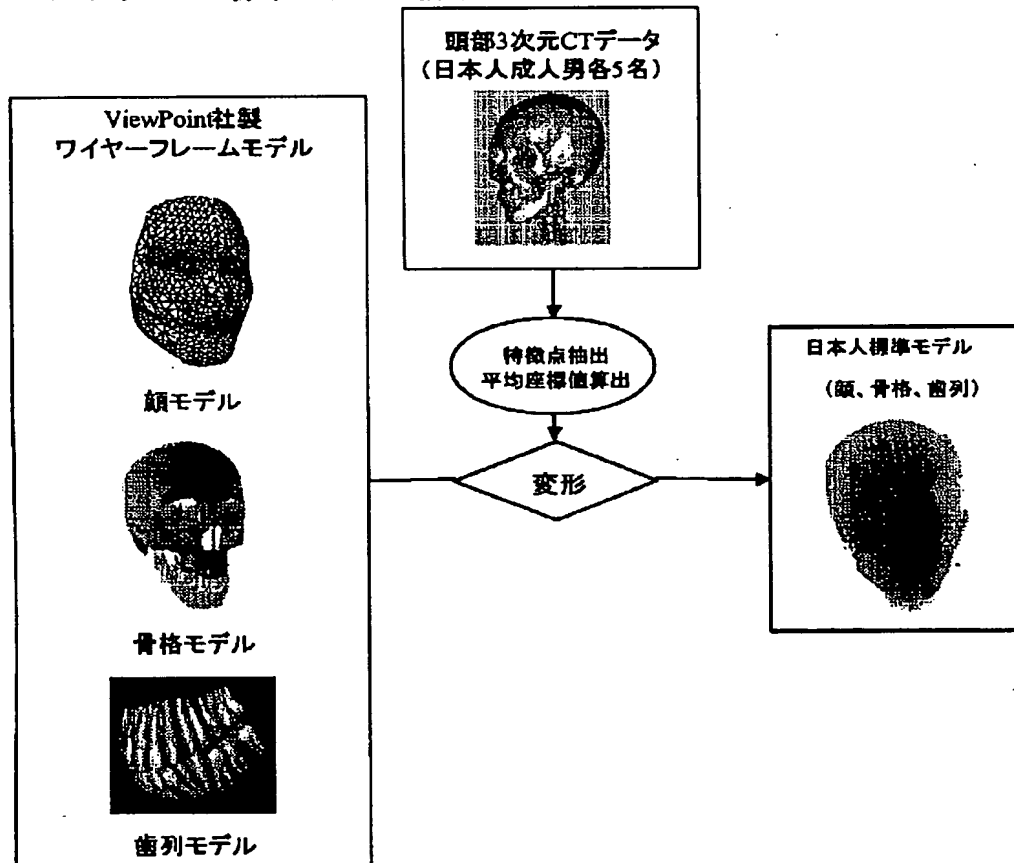 頭部3次元CTデータ
(日本人成人男各5名)
ViewPoint社製
ワイヤーフレームモデル
顔モデル
骨格モデル
歯列モデル
特徴点抽出
平均座標値算出
変形
日本人標準モデル
(顔、骨格、歯列)